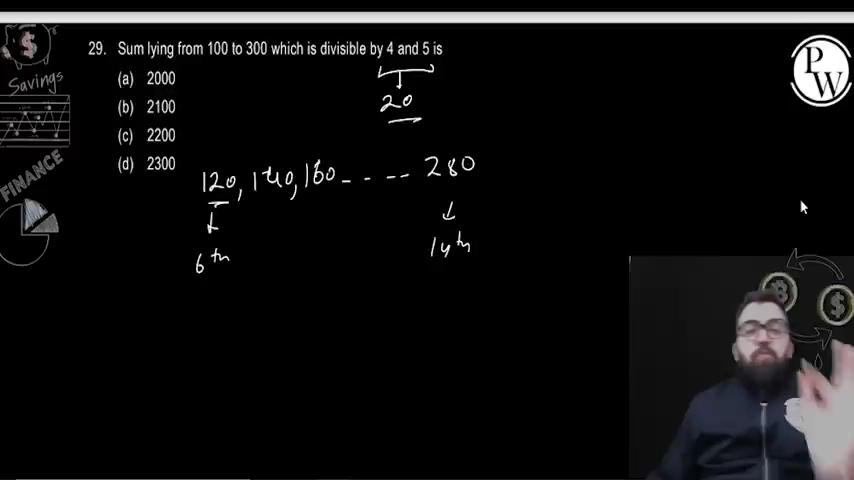 29. Sum lying from 100 to 300 which is divisible by 4 and 5 is
(a) 2000
(b) 2100
(c) 2200
(d) 2300
20
120, 140, 160 - - - - 280
6th
14th
Savings
FINANCE
PW